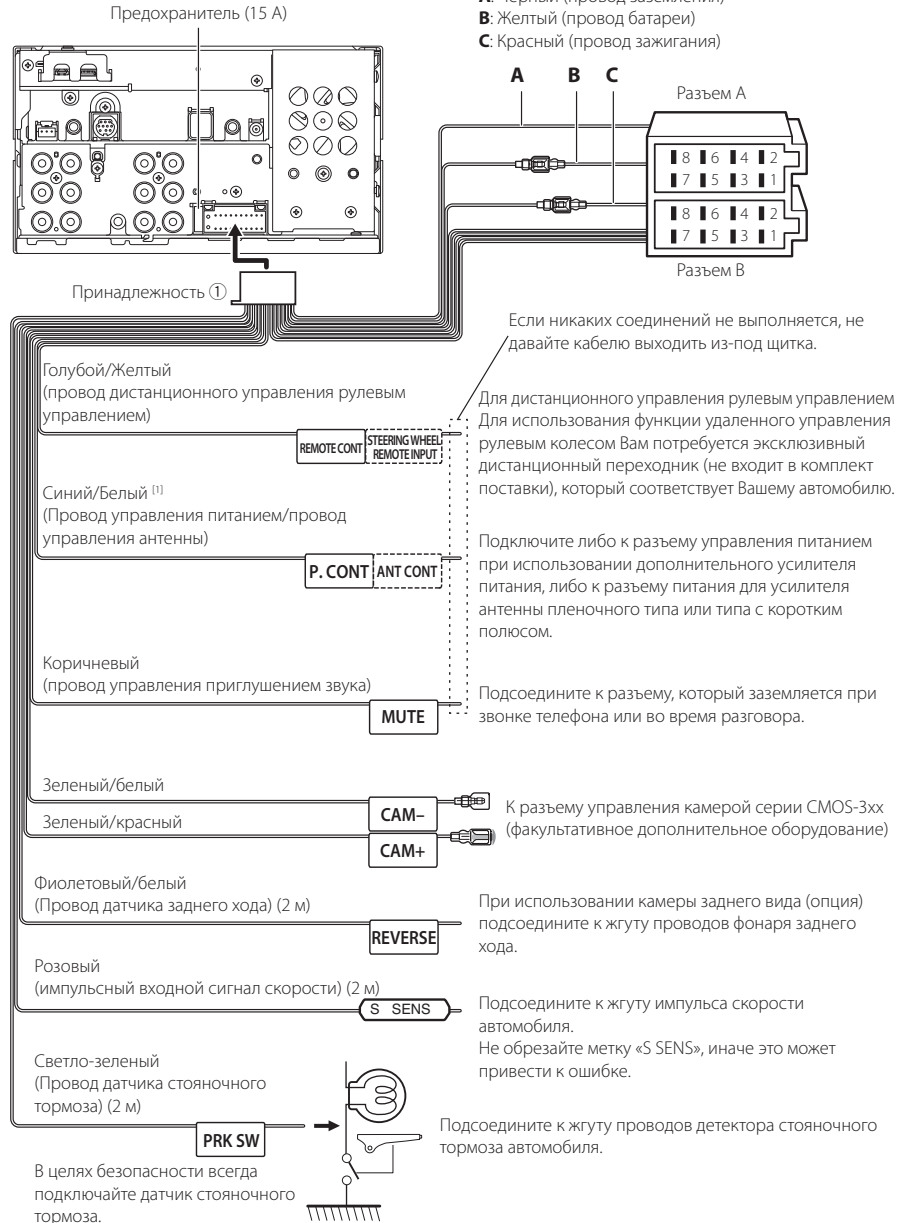 Предохранитель (15 A)
B: Желтый (провод батареи)
C: Красный (провод зажигания)
A B C
Разъем A
8 6 4 2
7 5 3 1
8 6 4 2
7 5 3 1
Разъем B
Принадлежность ①
Если никаких соединений не выполняется, не
давайте кабелю выходить из-под щитка.
Голубой/Желтый
(провод дистанционного управления рулевым
управлением)
REMOTE CONT
STEERING WHEEL
REMOTE INPUT
Для дистанционного управления рулевым управлением
Для использования функции удаленного управления
рулевым колесом Вам потребуется эксклюзивный
дистанционный переходник (не входит в комплект
поставки), который соответствует Вашему автомобилю.
Синий/Белый [1]
(Провод управления питанием/провод
управления антенны)
P. CONT ANT CONT
Подключите либо к разъему управления питанием
при использовании дополнительного усилителя
питания, либо к разъему питания для усилителя
антенны пленочного типа или типа с коротким
полюсом.
Коричневый
(провод управления приглушением звука)
MUTE
Подсоедините к разъему, который заземляется при
звонке телефона или во время разговора.
Зеленый/белый
CAM–
Зеленый/красный
CAM+
К разъему управления камерой серии CMOS-3xx
(факультативное дополнительное оборудование)
Фиолетовый/белый
(Провод датчика заднего хода) (2 м)
REVERSE
При использовании камеры заднего вида (опция)
подсоедините к жгуту проводов фонаря заднего
хода.
Розовый
(импульсный входной сигнал скорости) (2 м)
S SENS
Подсоедините к жгуту импульса скорости
автомобиля.
Не обрезайте метку «S SENS», иначе это может
привести к ошибке.
Светло-зеленый
(Провод датчика стояночного
тормоза) (2 м)
PRK SW
Подсоедините к жгуту проводов детектора стояночного
тормоза автомобиля.
В целях безопасности всегда
подключайте датчик стояночного
тормоза.